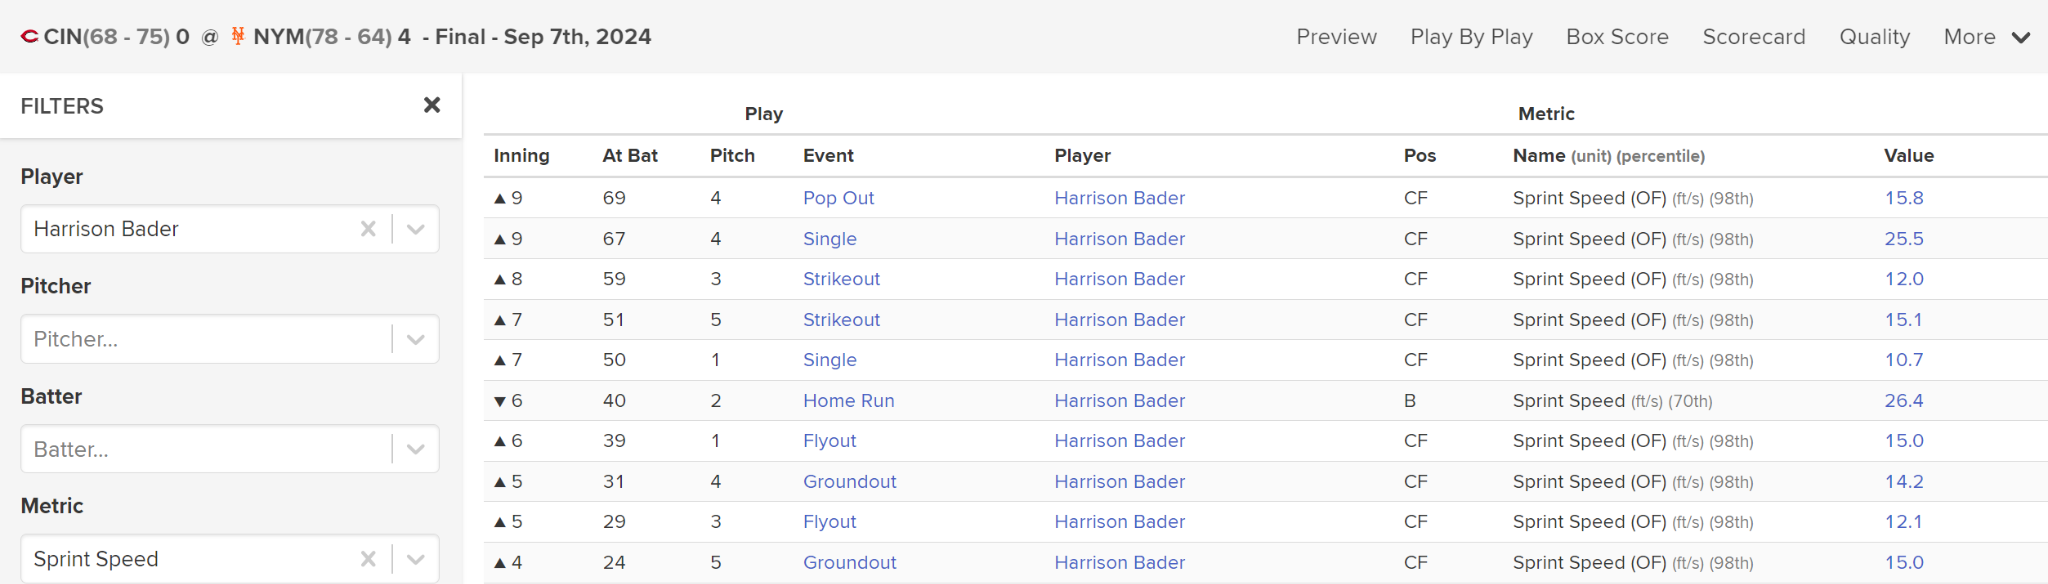 CIN(68 - 75) 0 @ NYM(78 - 64) 4 - Final - Sep 7th, 2024 Preview Play By Play Box Score Scorecard Quality More
FILTERS
Player
Harrison Bader
Pitcher
Pitcher...
Batter
Batter...
Metric
Sprint Speed
Play Metric
Inning At Bat Pitch Event Player Pos Name (unit) (percentile) Value
▲ 9 69 4 Pop Out Harrison Bader CF Sprint Speed (OF) (ft/s) (98th) 15.8
▲ 9 67 4 Single Harrison Bader CF Sprint Speed (OF) (ft/s) (98th) 25.5
▲ 8 59 3 Strikeout Harrison Bader CF Sprint Speed (OF) (ft/s) (98th) 12.0
▲ 7 51 5 Strikeout Harrison Bader CF Sprint Speed (OF) (ft/s) (98th) 15.1
▲ 7 50 1 Single Harrison Bader CF Sprint Speed (OF) (ft/s) (98th) 10.7
▼ 6 40 2 Home Run Harrison Bader B Sprint Speed (ft/s) (70th) 26.4
▲ 6 39 1 Flyout Harrison Bader CF Sprint Speed (OF) (ft/s) (98th) 15.0
▲ 5 31 4 Groundout Harrison Bader CF Sprint Speed (OF) (ft/s) (98th) 14.2
▲ 5 29 3 Flyout Harrison Bader CF Sprint Speed (OF) (ft/s) (98th) 12.1
▲ 4 24 5 Groundout Harrison Bader CF Sprint Speed (OF) (ft/s) (98th) 15.0